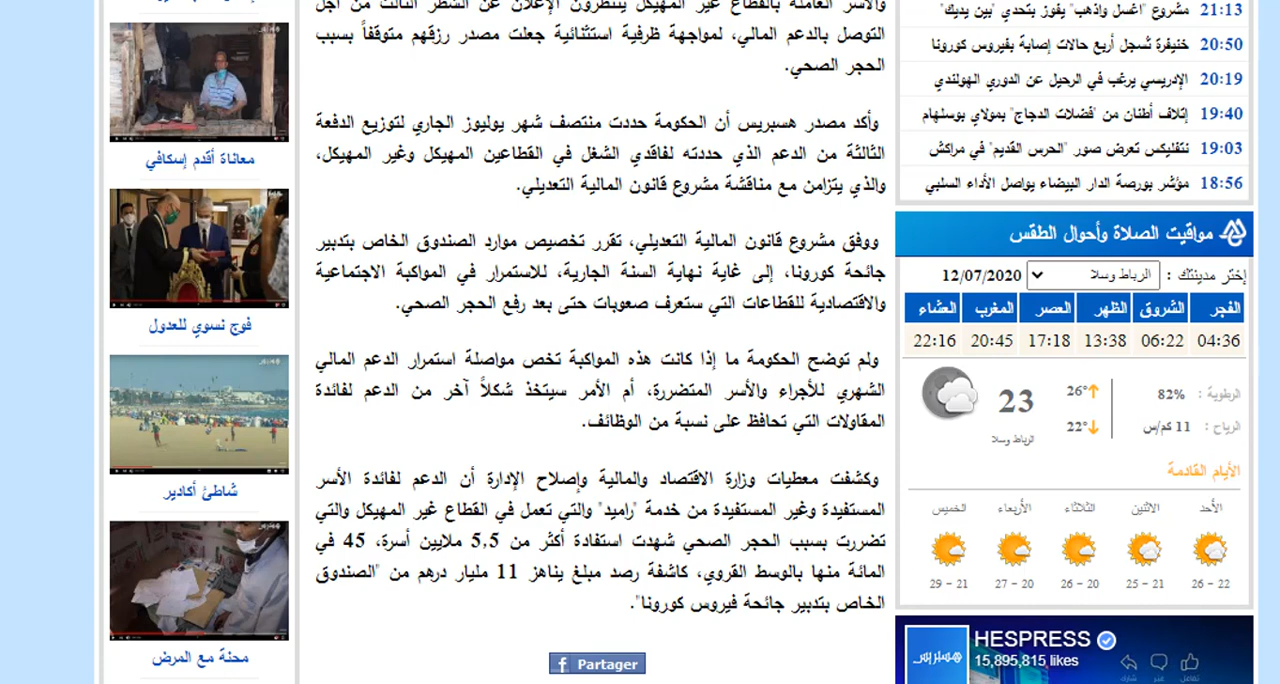 والأسر العاملة بالقطاع غير المهيكل ينتظرون الإعلان عن الشطر الثالث من أجل
التوصل بالدعم المالي، لمواجهة ظرفية استثنائية جعلت مصدر رزقهم متوقفاً بسبب
الحجر الصحي.
وأكد مصدر هسبريس أن الحكومة حددت منتصف شهر يوليوز الجاري لتوزيع الدفعة
الثالثة من الدعم الذي حددته لفاقدي الشغل في القطاعين المهيكل وغير المهيكل،
والذي يتزامن مع مناقشة مشروع قانون المالية التعديلي.
ووفق مشروع قانون المالية التعديلي، تقرر تخصيص موارد الصندوق الخاص بتدبير
جائحة كورونا، إلى غاية نهاية السنة الجارية، للاستمرار في المواكبة الاجتماعية
والاقتصادية للقطاعات التي ستعرف صعوبات حتى بعد رفع الحجر الصحي.
ولم توضح الحكومة ما إذا كانت هذه المواكبة تخص مواصلة استمرار الدعم المالي
الشهري للأجراء والأسر المتضررة، أم الأمر سيتخذ شكلاً آخر من الدعم لفائدة
المقاولات التي تحافظ على نسبة من الوظائف.
وكشفت معطيات وزارة الاقتصاد والمالية وإصلاح الإدارة أن الدعم لفائدة الأسر
المستفيدة وغير المستفيدة من خدمة "راميد" والتي تعمل في القطاع غير المهيكل والتي
تضررت بسبب الحجر الصحي شهدت استفادة أكثر من 5,5 ملايين أسرة، 45 في
المائة منها بالوسط القروي، كاشفة رصد مبلغ يناهز 11 مليار درهم من "الصندوق
الخاص بتدبير جائحة فيروس كورونا".
Partager
21:13 مشروع "اغسل واذهب" يفوز بتحدي "بين يديك"
20:50 خنيفرة تُسجل أربع حالات إصابة بفيروس كورونا
20:19 الإدريسي يرغب في الرحيل عن الدوري الهولندي
19:40 إتلاف أطنان من "فضلات الدجاج" بمولاي بوسلهام
19:03 نتفليكس تعرض صور "الحرس القديم" في مراكش
18:56 مؤشر بورصة الدار البيضاء يواصل الأداء السلبي
مواقيت الصلاة وأحوال الطقس
إختر مدينتك : الرباط وسلا 12/07/2020
الفجر الشروق الظهر العصر المغرب العشاء
04:36 06:22 13:38 17:18 20:45 22:16
الرطوبة : 82%
الرياح : 11 كم/س
26°
22°
23
الرباط وسلا
الأيام القادمة
الأحد الاثنين الثلاثاء الأربعاء الخميس
26 - 22 25 - 21 26 - 20 27 - 20 29 - 21
هسبريس
HESPRESS
15,895,815 likes
معاناة أقدم إسكافي
فوج نسوي للعدول
شاطئ أكادير
محنة مع المرض